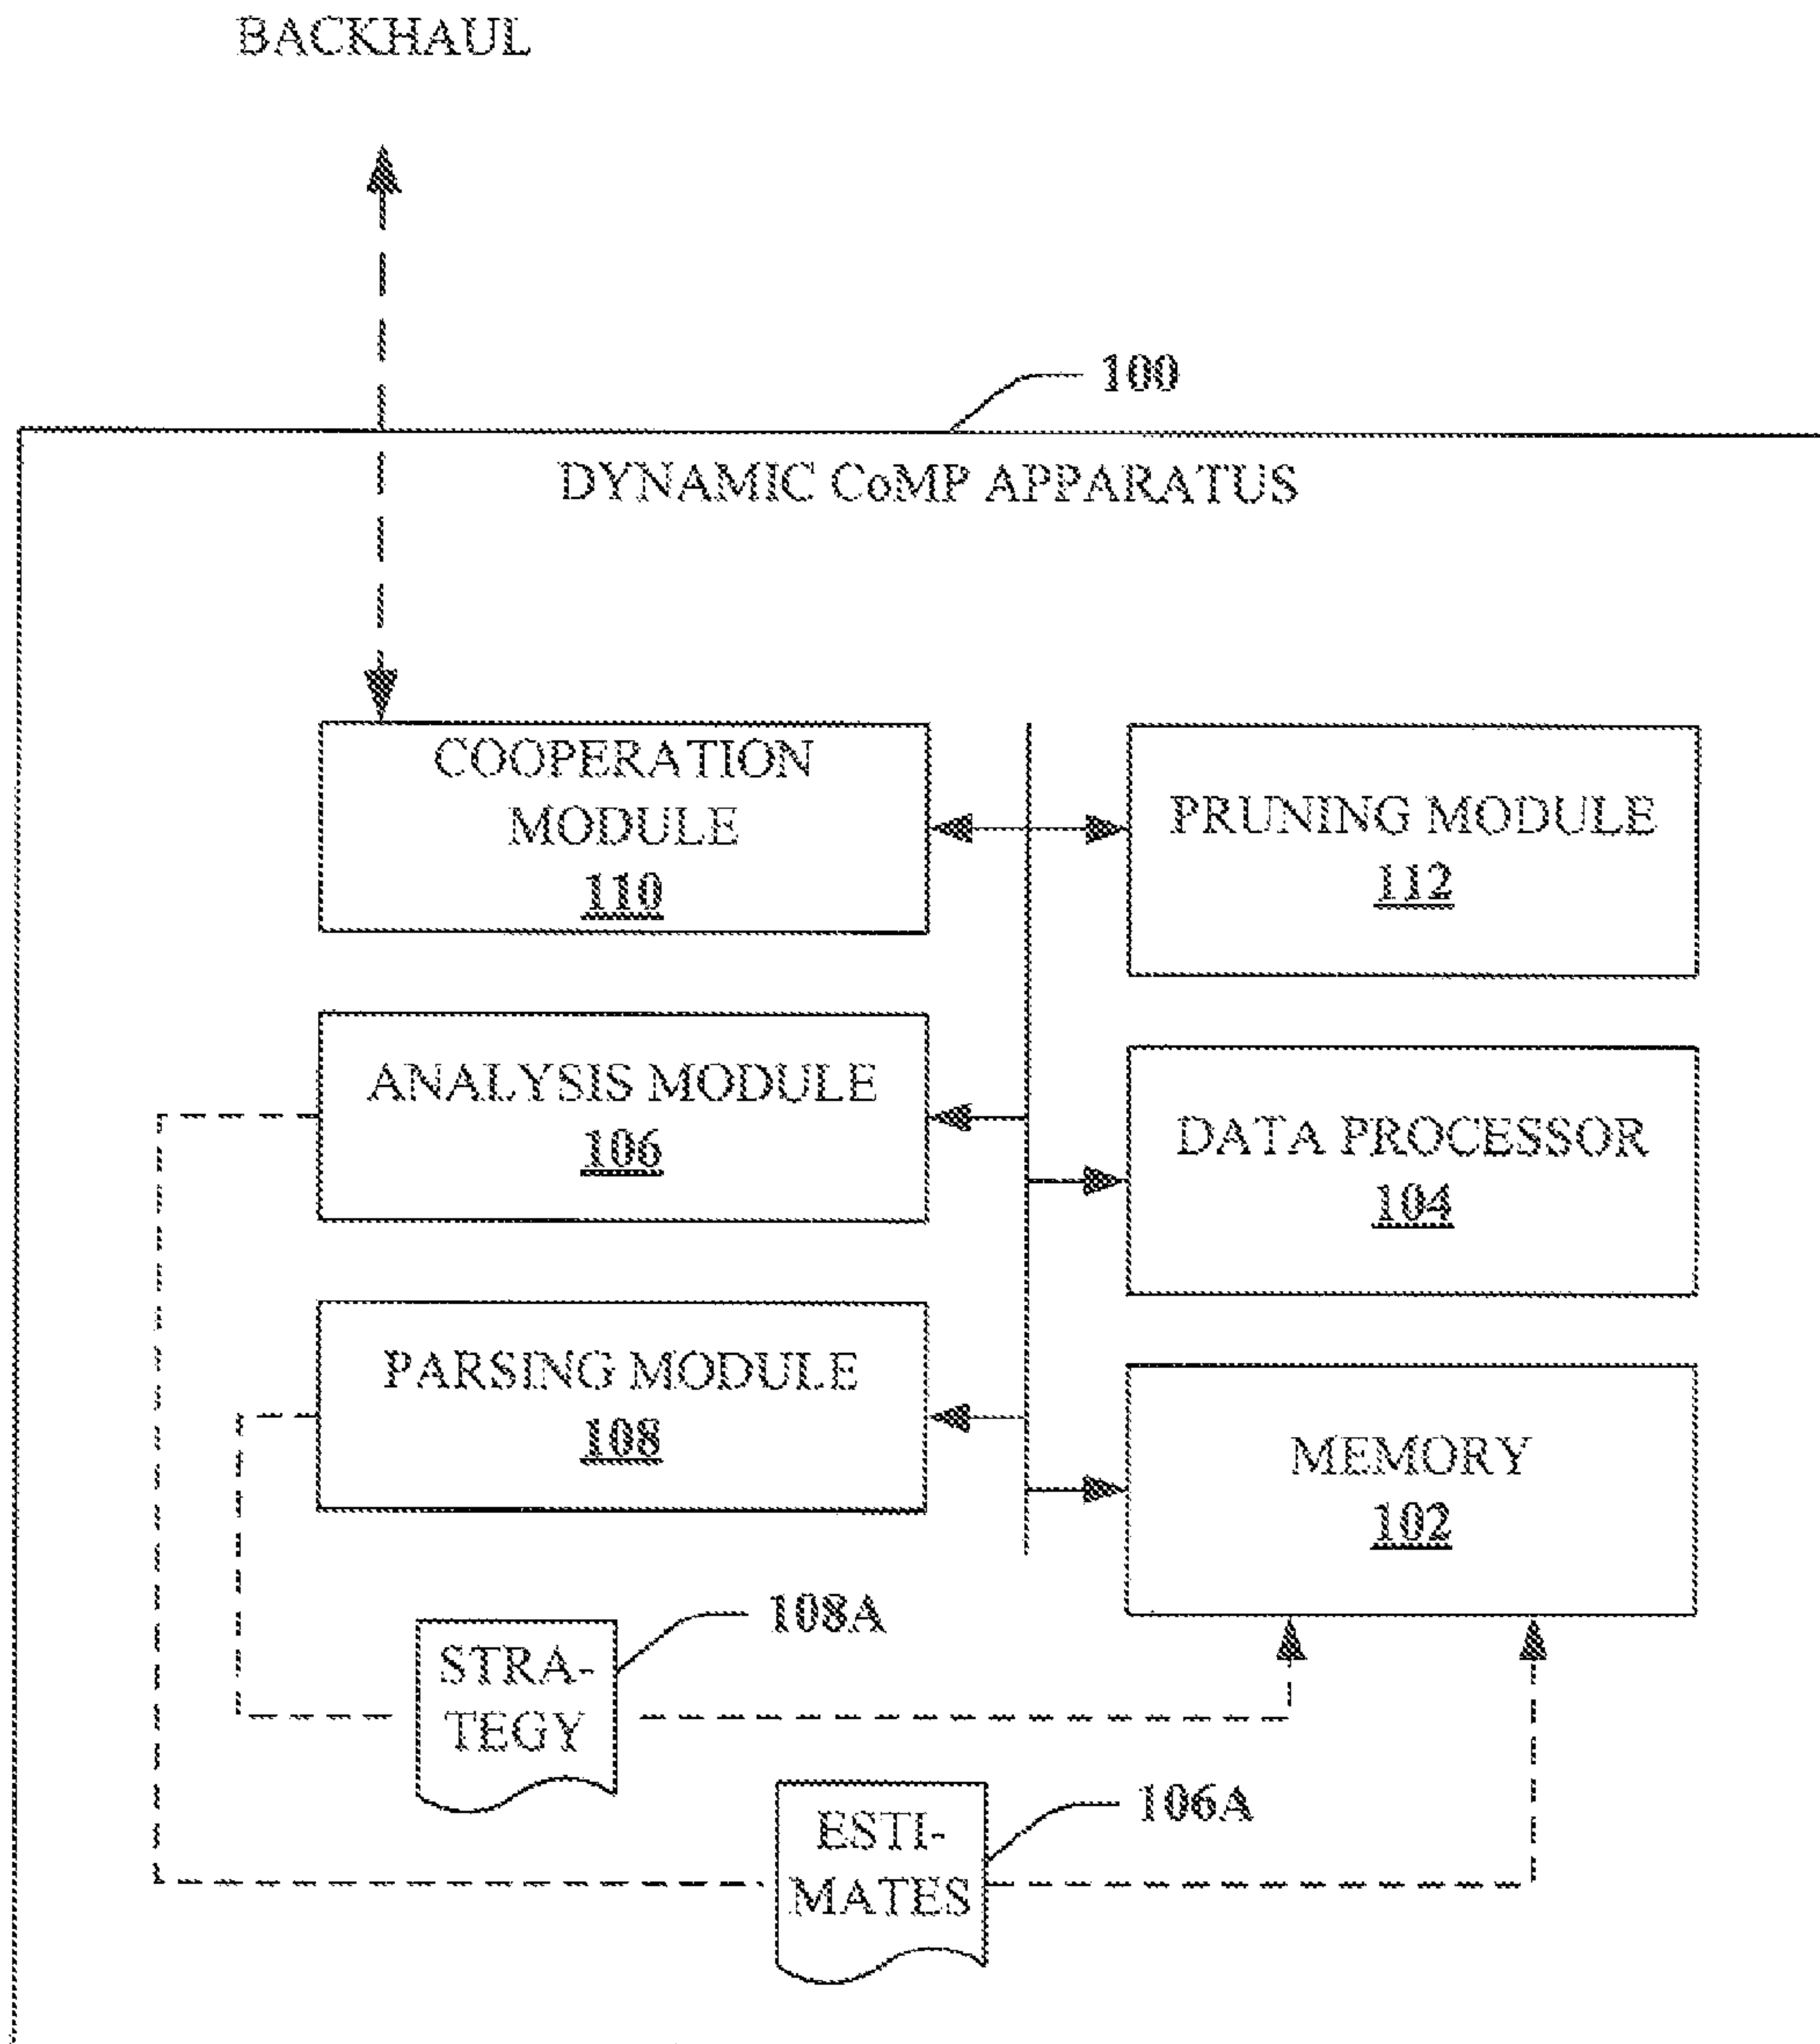 BACKHAUL
100
DYNAMIC CoMP APPARATUS
COOPERATION
MODULE
110
PRUNING MODULE
112
ANALYSIS MODULE
106
DATA PROCESSOR
104
PARSING MODULE
108
MEMORY
102
108A
STRA-
TEGY
106A
ESTI-
MATES